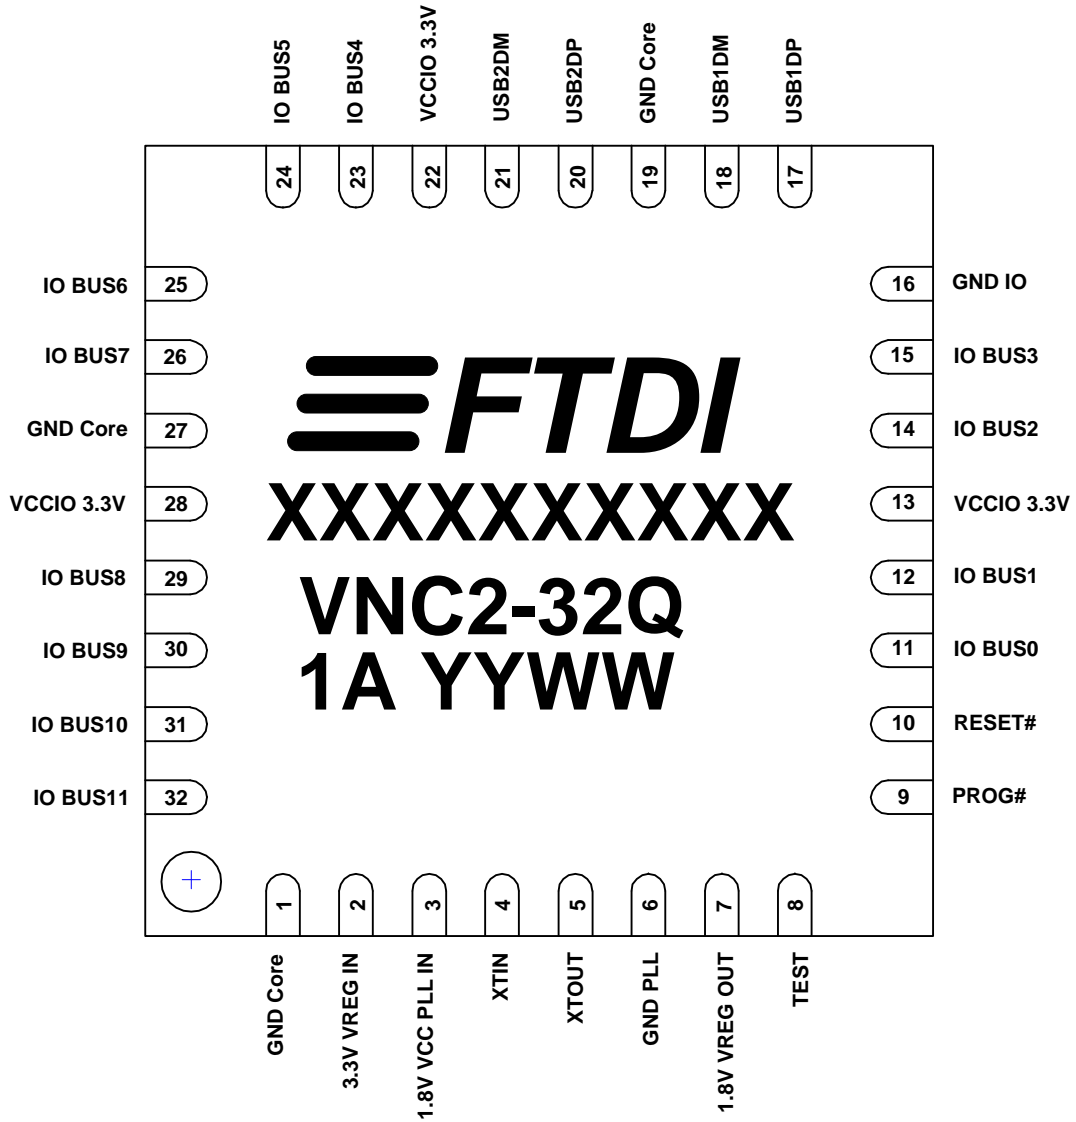 IO BUS5
IO BUS4
VCCIO 3.3V
USB2DM
USB2DP
GND Core
USB1DM
USB1DP
24
23
22
21
20
19
18
17
IO BUS6 25
16 GND IO
IO BUS7 26
15 IO BUS3
GND Core 27
14 IO BUS2
VCCIO 3.3V 28
13 VCCIO 3.3V
IO BUS8 29
12 IO BUS1
IO BUS9 30
11 IO BUS0
IO BUS10 31
10 RESET#
IO BUS11 32
9 PROG#
FTDI
XXXXXXXXXX
VNC2-32Q
1A YYWW
1
2
3
4
5
6
7
8
GND Core
3.3V VREG IN
1.8V VCC PLL IN
XTIN
XTOUT
GND PLL
1.8V VREG OUT
TEST